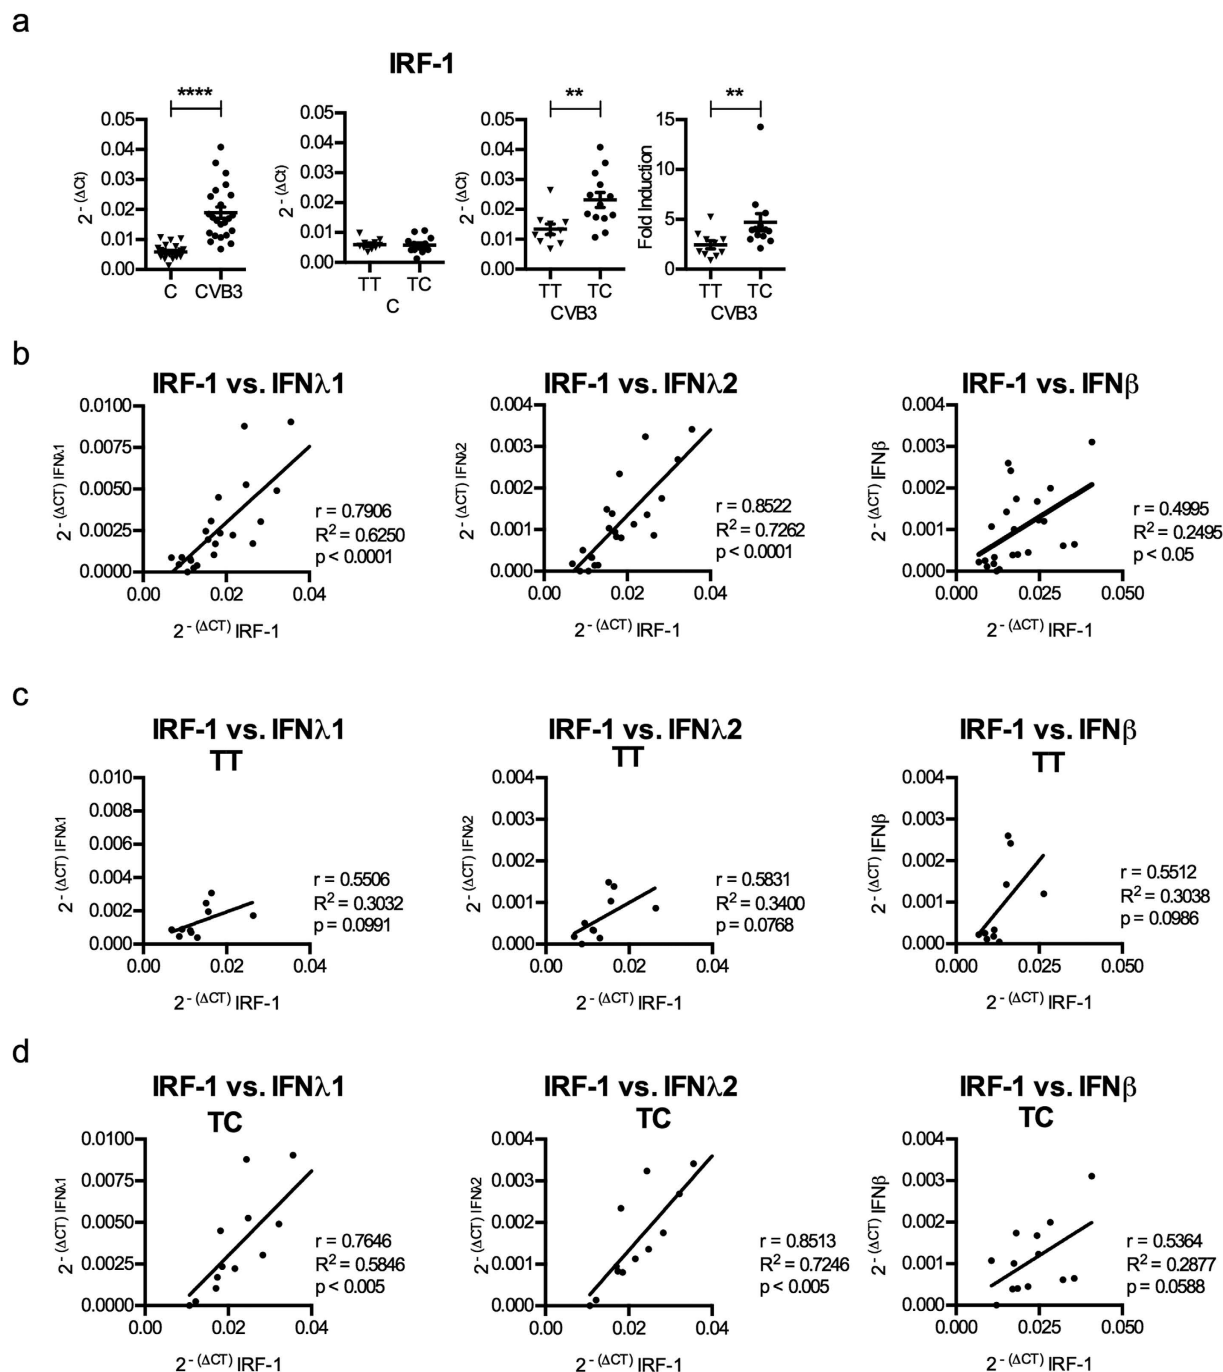 a
IRF-1
**** ** **
0.05 0.05 0.05 15
0.04 0.04 0.04
0.03 0.03 0.03 10
0.02 0.02 0.02
0.01 0.01 0.01 5
0.00 0.00 0.00 0
2^-(ΔCt) 2^-(ΔCt) 2^-(ΔCt) Fold Induction
C CVB3 TT TC TT TC TT TC
C CVB3 CVB3
b
IRF-1 vs. IFNλ1 IRF-1 vs. IFNλ2 IRF-1 vs. IFNβ
0.0100 0.004 0.004
0.0075 0.003 0.003
0.0050 0.002 0.002
0.0025 0.001 0.001
0.0000 0.000 0.000
2^-(ΔCT) IFNλ1 2^-(ΔCT) IFNλ2 2^-(ΔCT) IFNβ
r = 0.7906 r = 0.8522 r = 0.4995
R² = 0.6250 R² = 0.7262 R² = 0.2495
p < 0.0001 p < 0.0001 p < 0.05
0.00 0.02 0.04 0.00 0.02 0.04 0.000 0.025 0.050
2^-(ΔCT) IRF-1 2^-(ΔCT) IRF-1 2^-(ΔCT) IRF-1
c
IRF-1 vs. IFNλ1 IRF-1 vs. IFNλ2 IRF-1 vs. IFNβ
TT TT TT
0.010 0.004 0.004
0.008 0.003 0.003
0.006 0.002 0.002
0.004 0.001 0.001
0.002 0.000 0.000
0.000
2^-(ΔCT) IFNλ1 2^-(ΔCT) IFNλ2 2^-(ΔCT) IFNβ
r = 0.5506 r = 0.5831 r = 0.5512
R² = 0.3032 R² = 0.3400 R² = 0.3038
p = 0.0991 p = 0.0768 p = 0.0986
0.00 0.02 0.04 0.00 0.02 0.04 0.000 0.025 0.050
2^-(ΔCT) IRF-1 2^-(ΔCT) IRF-1 2^-(ΔCT) IRF-1
d
IRF-1 vs. IFNλ1 IRF-1 vs. IFNλ2 IRF-1 vs. IFNβ
TC TC TC
0.0100 0.004 0.004
0.0075 0.003 0.003
0.0050 0.002 0.002
0.0025 0.001 0.001
0.0000 0.000 0.000
2^-(ΔCT) IFNλ1 2^-(ΔCT) IFNλ2 2^-(ΔCT) IFNβ
r = 0.7646 r = 0.8513 r = 0.5364
R² = 0.5846 R² = 0.7246 R² = 0.2877
p < 0.005 p < 0.005 p = 0.0588
0.00 0.02 0.04 0.00 0.02 0.04 0.000 0.025 0.050
2^-(ΔCT) IRF-1 2^-(ΔCT) IRF-1 2^-(ΔCT) IRF-1